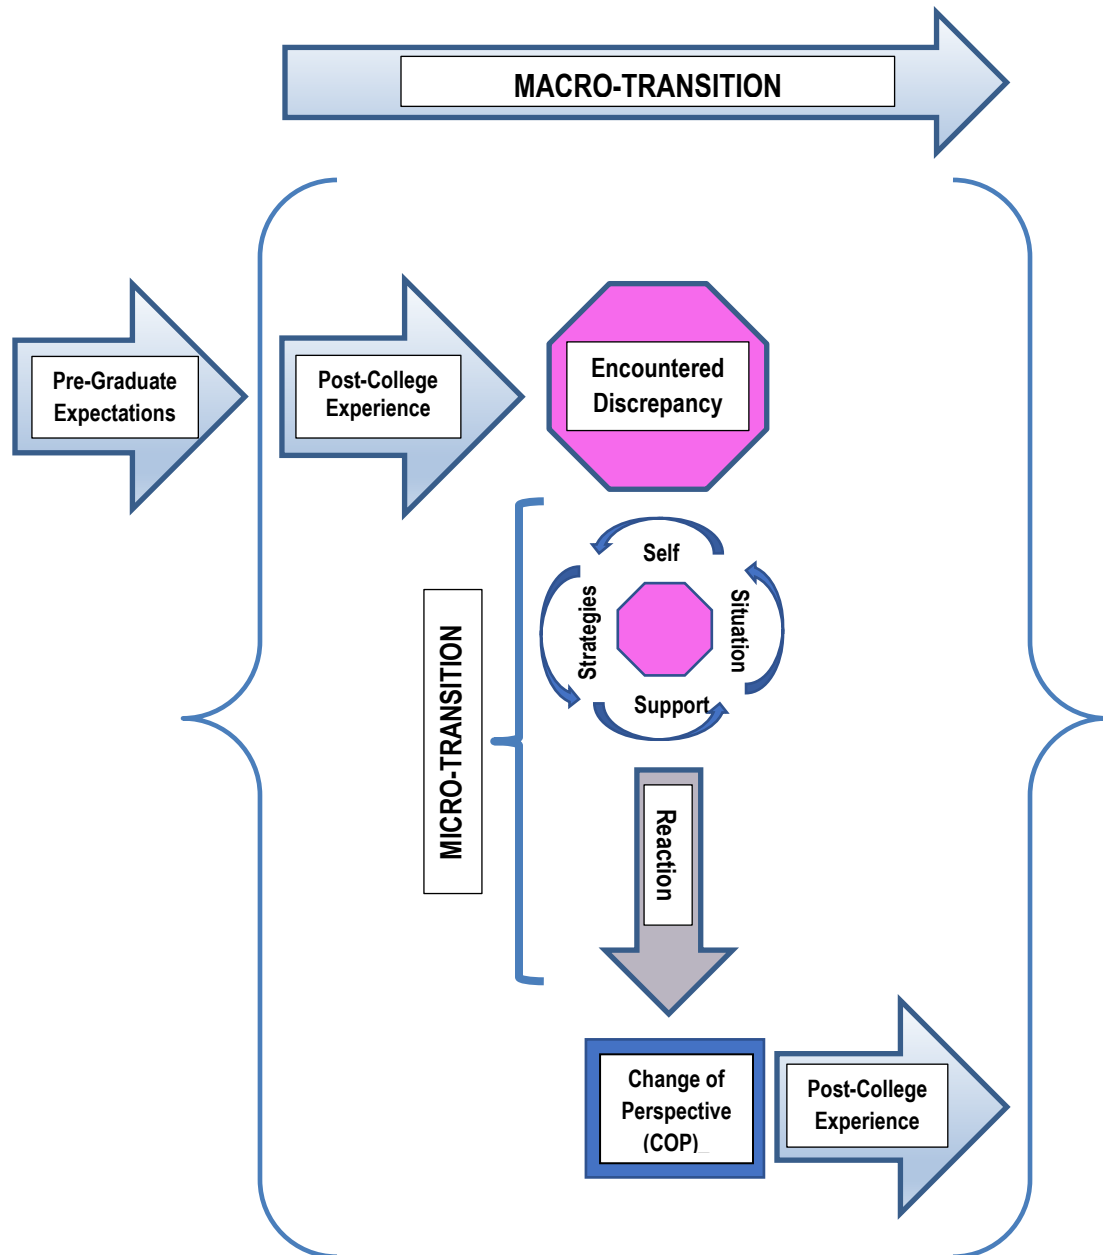 MACRO-TRANSITION
Pre-Graduate
Expectations
Post-College
Experience
Encountered
Discrepancy
MICRO-TRANSITION
Self
Strategies
Situation
Support
Reaction
Change of
Perspective
(COP)_
Post-College
Experience